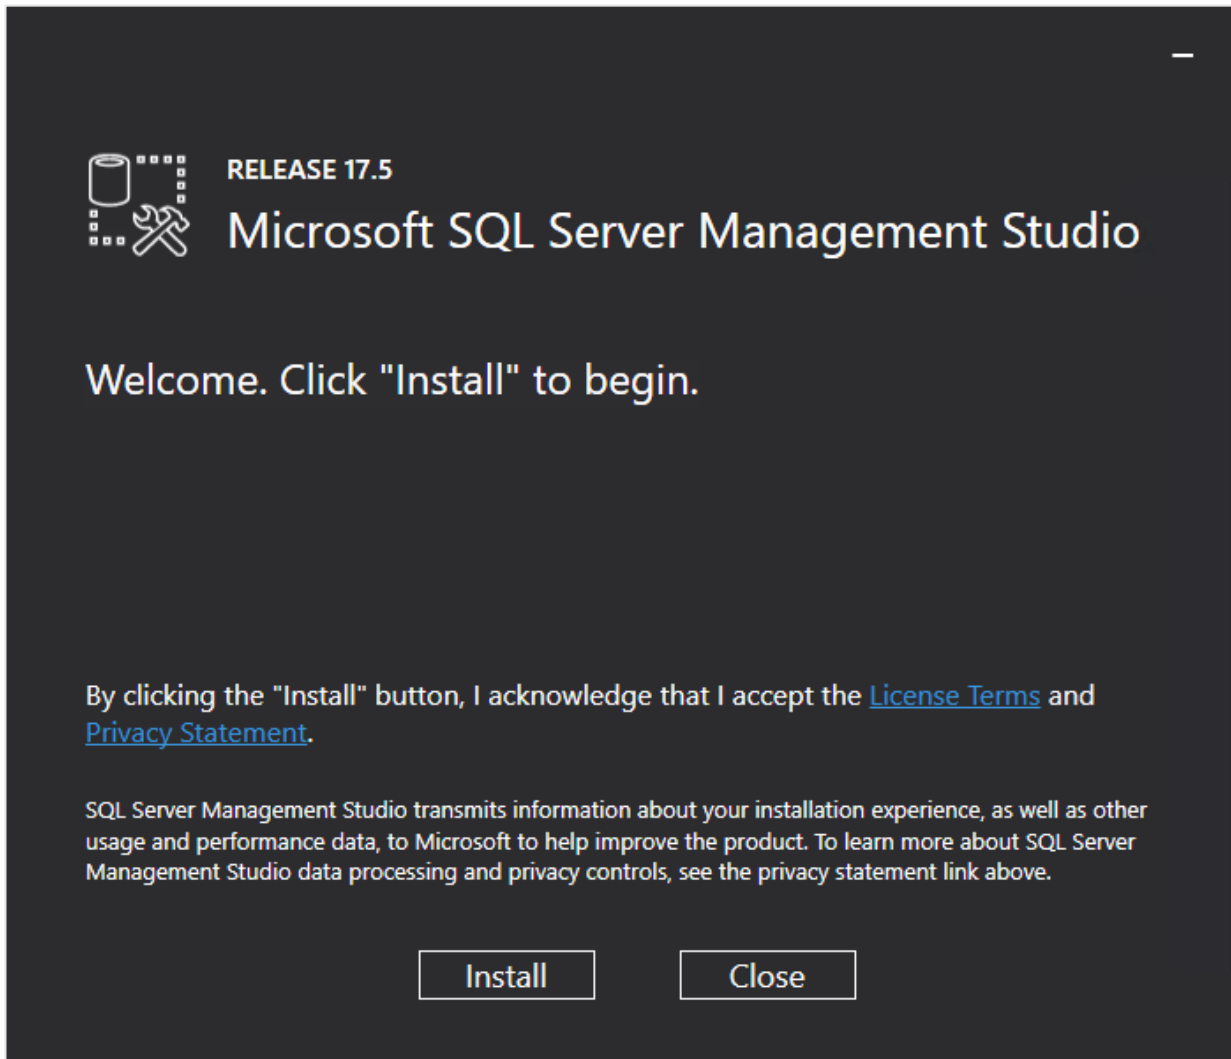 RELEASE 17.5
Microsoft SQL Server Management Studio
Welcome. Click "Install" to begin.
By clicking the "Install" button, I acknowledge that I accept the License Terms and
Privacy Statement.
SQL Server Management Studio transmits information about your installation experience, as well as other
usage and performance data, to Microsoft to help improve the product. To learn more about SQL Server
Management Studio data processing and privacy controls, see the privacy statement link above.
Install
Close